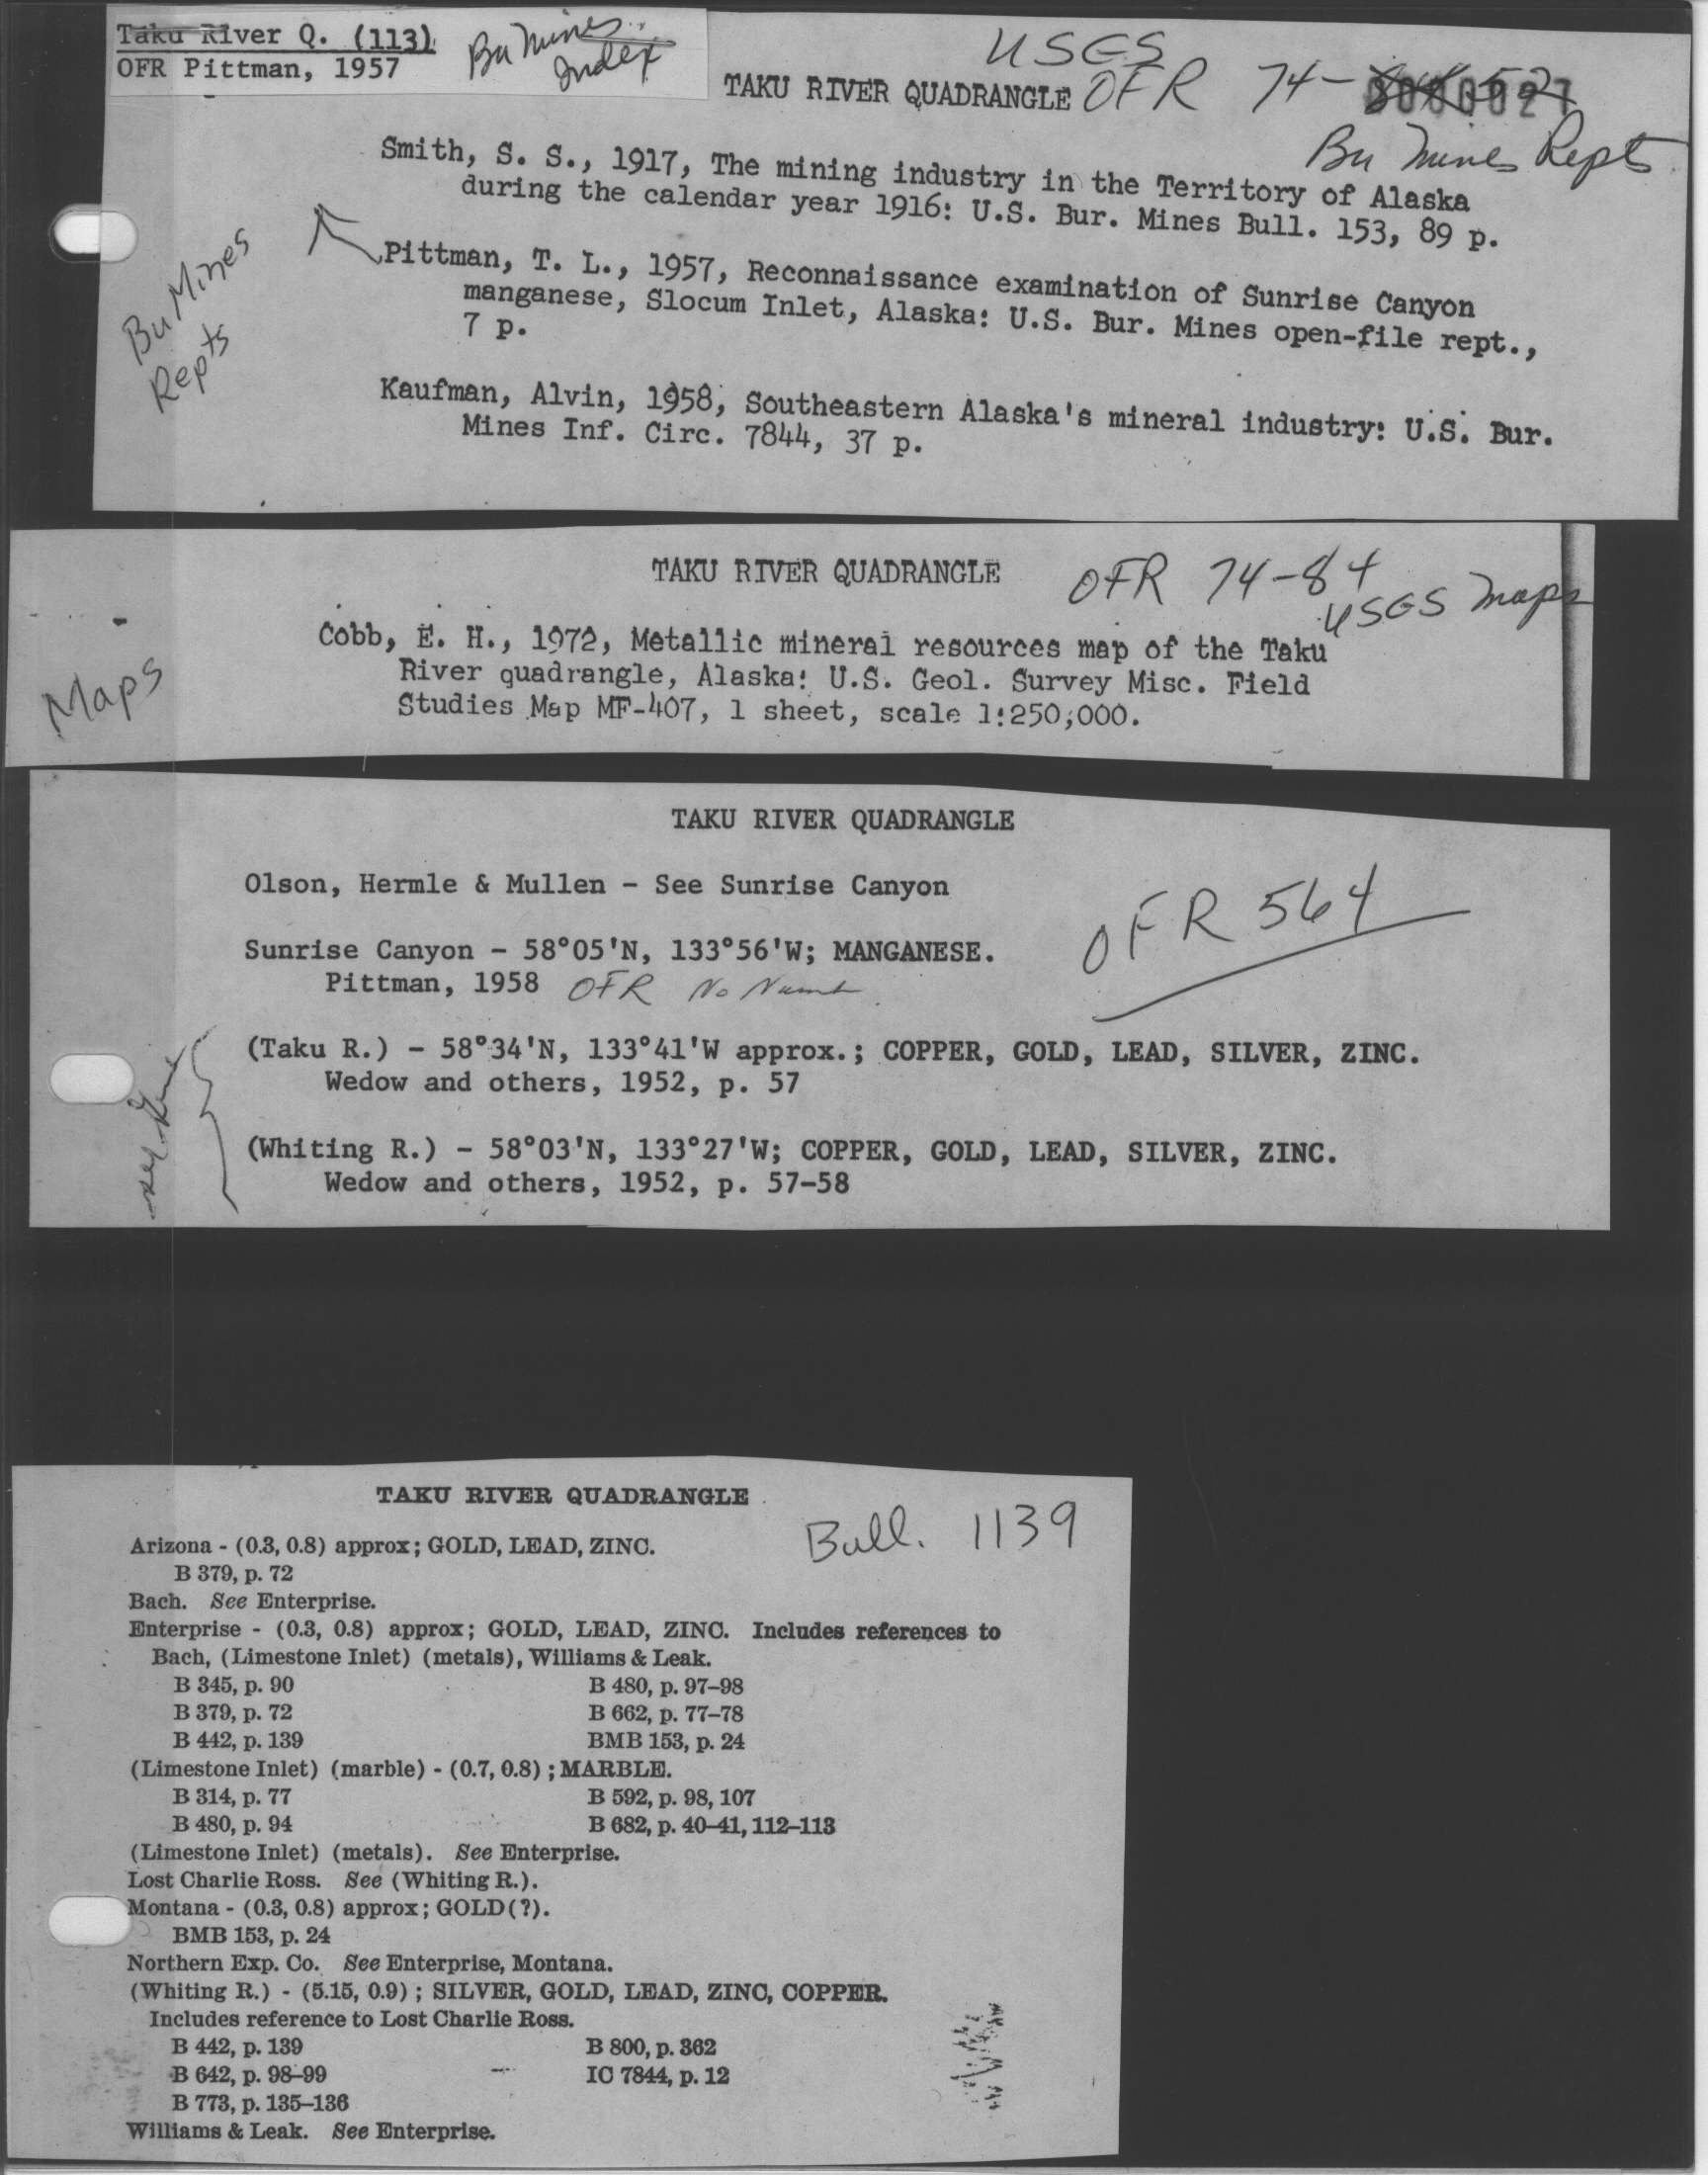 Taku River Q. (113)
OFR Pittman, 1957
Bu Mines
Index
USGS
TAKU RIVER QUADRANGLE OFR 74-
Bu Mines Repts
Smith, S. S., 1917, The mining industry in the Territory of Alaska
during the calendar year 1916: U.S. Bur. Mines Bull. 153, 89 p.
Bu Mines
Repts
Pittman, T. L., 1957, Reconnaissance examination of Sunrise Canyon
manganese, Slocum Inlet, Alaska: U.S. Bur. Mines open-file rept.,
7 p.
Kaufman, Alvin, 1958, Southeastern Alaska's mineral industry: U.S. Bur.
Mines Inf. Circ. 7844, 37 p.
TAKU RIVER QUADRANGLE OFR 74-84
USGS Maps
Maps
Cobb, E. H., 1972, Metallic mineral resources map of the Taku
River quadrangle, Alaska: U.S. Geol. Survey Misc. Field
Studies Map MF-407, 1 sheet, scale 1:250,000.
TAKU RIVER QUADRANGLE
Olson, Hermle & Mullen - See Sunrise Canyon
OFR 564
Sunrise Canyon - 58°05'N, 133°56'W; MANGANESE.
Pittman, 1958 OFR No
(Taku R.) - 58°34'N, 133°41'W approx.; COPPER, GOLD, LEAD, SILVER, ZINC.
Wedow and others, 1952, p. 57
(Whiting R.) - 58°03'N, 133°27'W; COPPER, GOLD, LEAD, SILVER, ZINC.
Wedow and others, 1952, p. 57-58
TAKU RIVER QUADRANGLE
Bull. 1139
Arizona - (0.3, 0.8) approx; GOLD, LEAD, ZINC.
B 379, p. 72
Bach. See Enterprise.
Enterprise - (0.3, 0.8) approx; GOLD, LEAD, ZINC. Includes references to
Bach, (Limestone Inlet) (metals), Williams & Leak.
B 345, p. 90 B 480, p. 97–98
B 379, p. 72 B 662, p. 77–78
B 442, p. 139 BMB 153, p. 24
(Limestone Inlet) (marble) - (0.7, 0.8) ; MARBLE.
B 314, p. 77 B 592, p. 98, 107
B 480, p. 94 B 682, p. 40–41, 112–113
(Limestone Inlet) (metals). See Enterprise.
Lost Charlie Ross. See (Whiting R.).
Montana - (0.3, 0.8) approx; GOLD(?).
BMB 153, p. 24
Northern Exp. Co. See Enterprise, Montana.
(Whiting R.) - (5.15, 0.9) ; SILVER, GOLD, LEAD, ZINC, COPPER.
Includes reference to Lost Charlie Ross.
B 442, p. 139 B 800, p. 362
B 642, p. 98–99 IC 7844, p. 12
B 773, p. 135–136
Williams & Leak. See Enterprise.